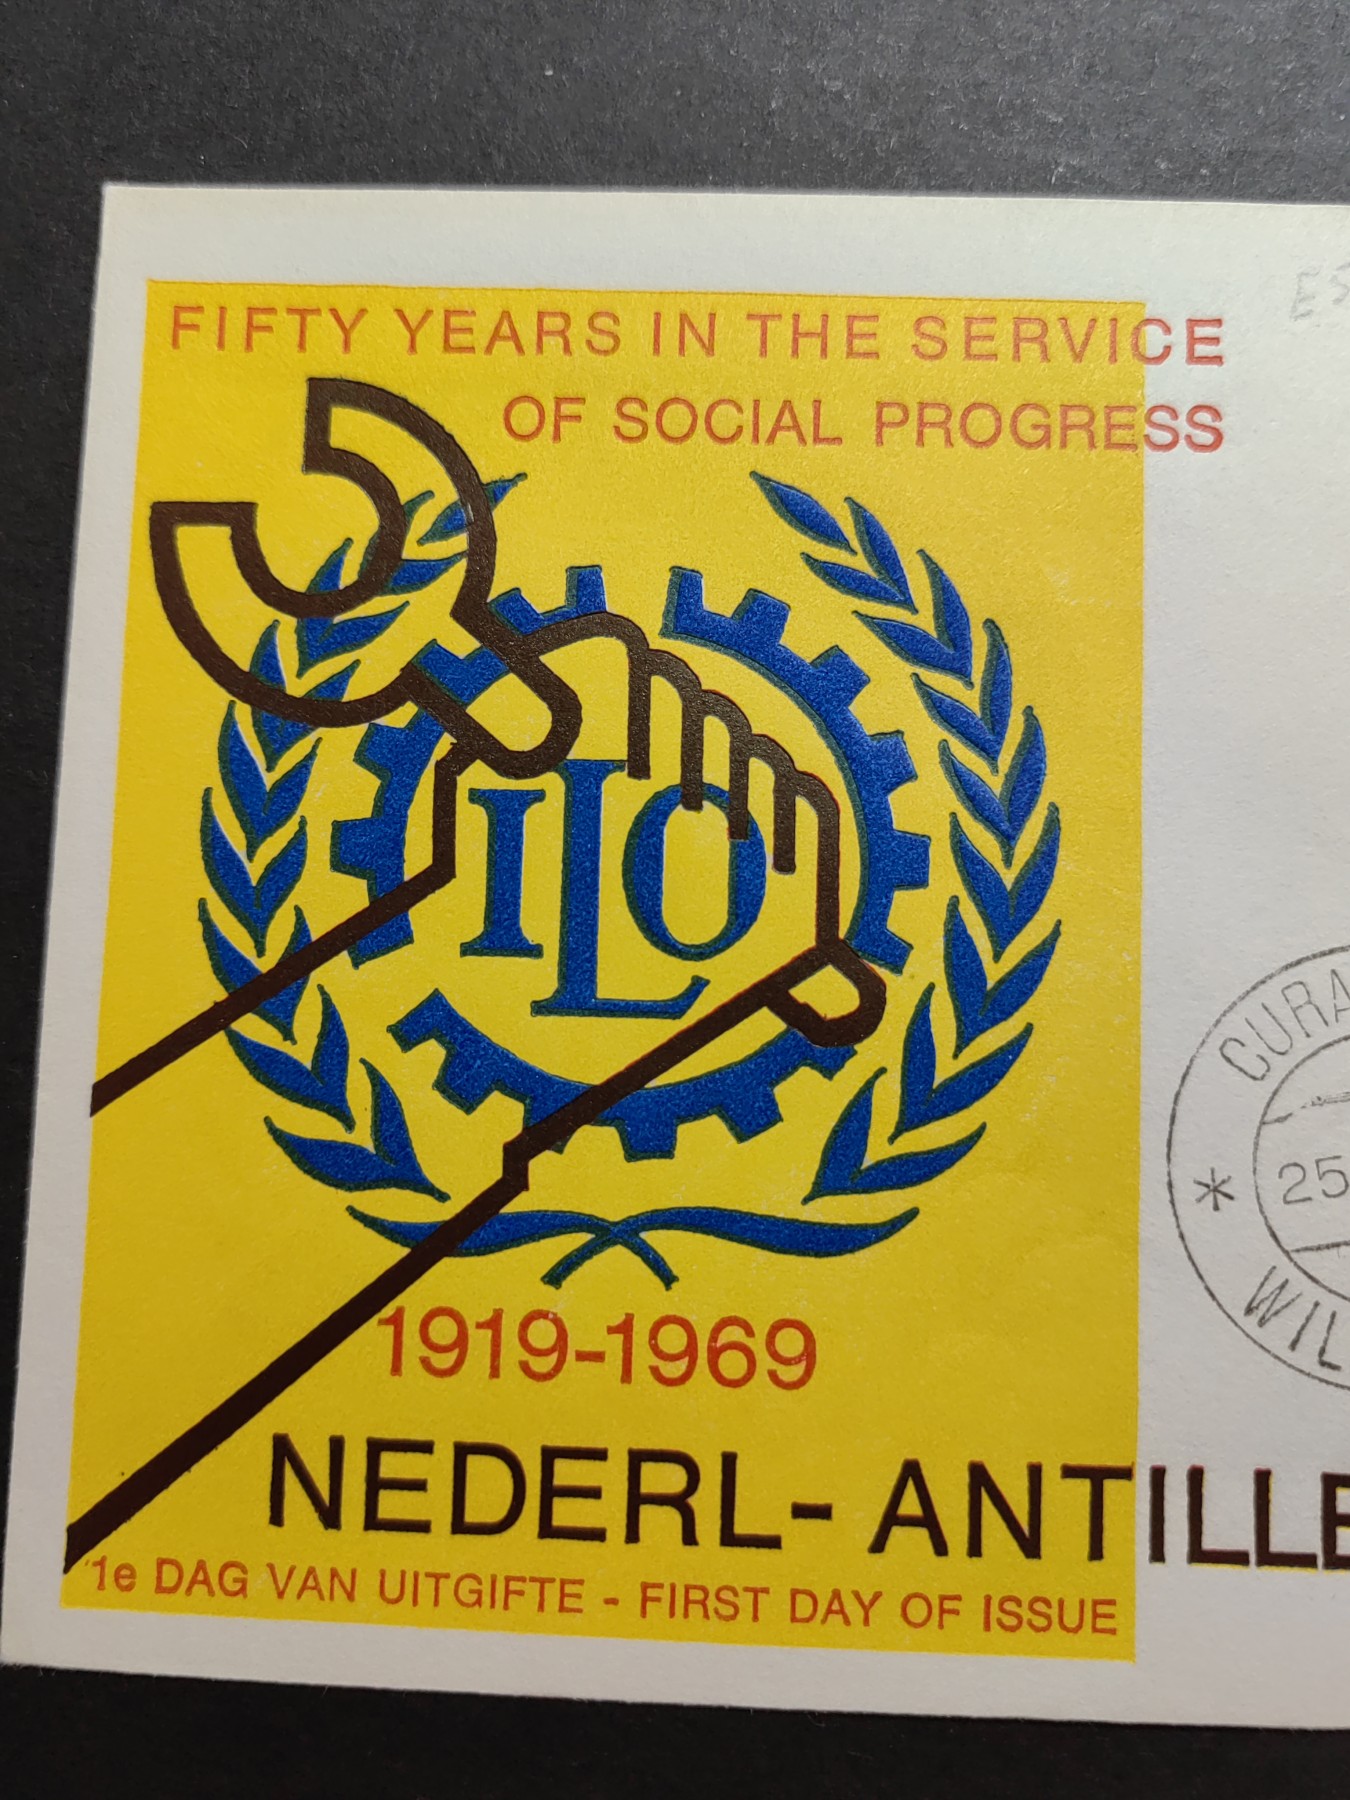 FIFTY YEARS IN THE SERVICE
OF SOCIAL PROGRESS
ILO
1919-1969
NEDERL-ANTILLE
1e DAG VAN UITGIFTE - FIRST DAY OF ISSUE
CURA
* 25
WIL